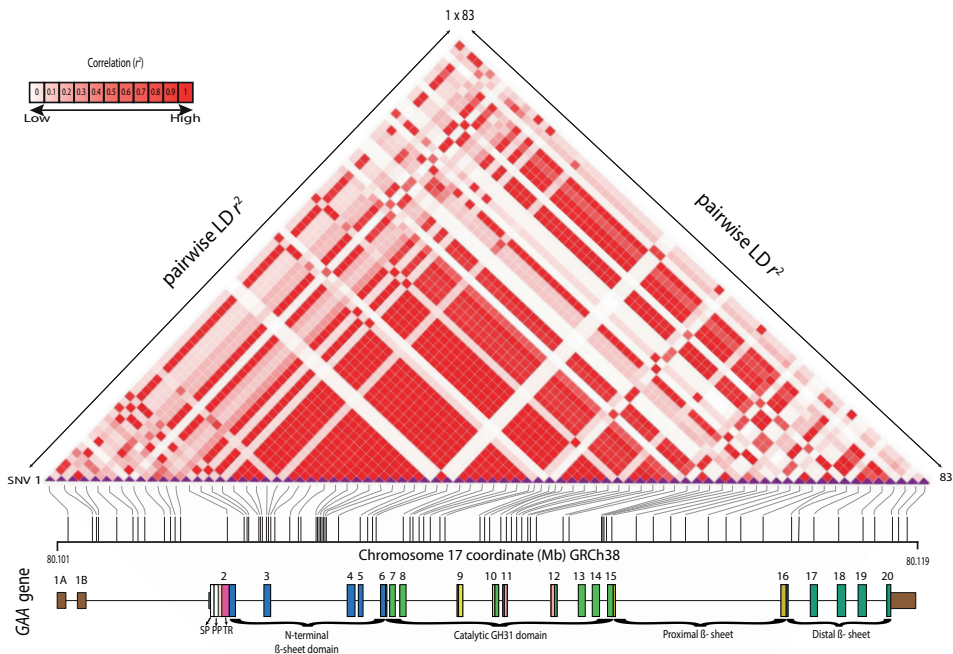 1 x 83
Correlation (r²)
0 0.1 0.2 0.3 0.4 0.5 0.6 0.7 0.8 0.9 1
Low High
pairwise LD r²
pairwise LD r²
SNV 1
83
Chromosome 17 coordinate (Mb) GRCh38
80.101
80.119
GAA gene
1A 1B 2 3 4 5 6 7 8 9 10 11 12 13 14 15 16 17 18 19 20
SP PP TR
N-terminal
ß-sheet domain
Catalytic GH31 domain
Proximal ß- sheet
Distal ß- sheet